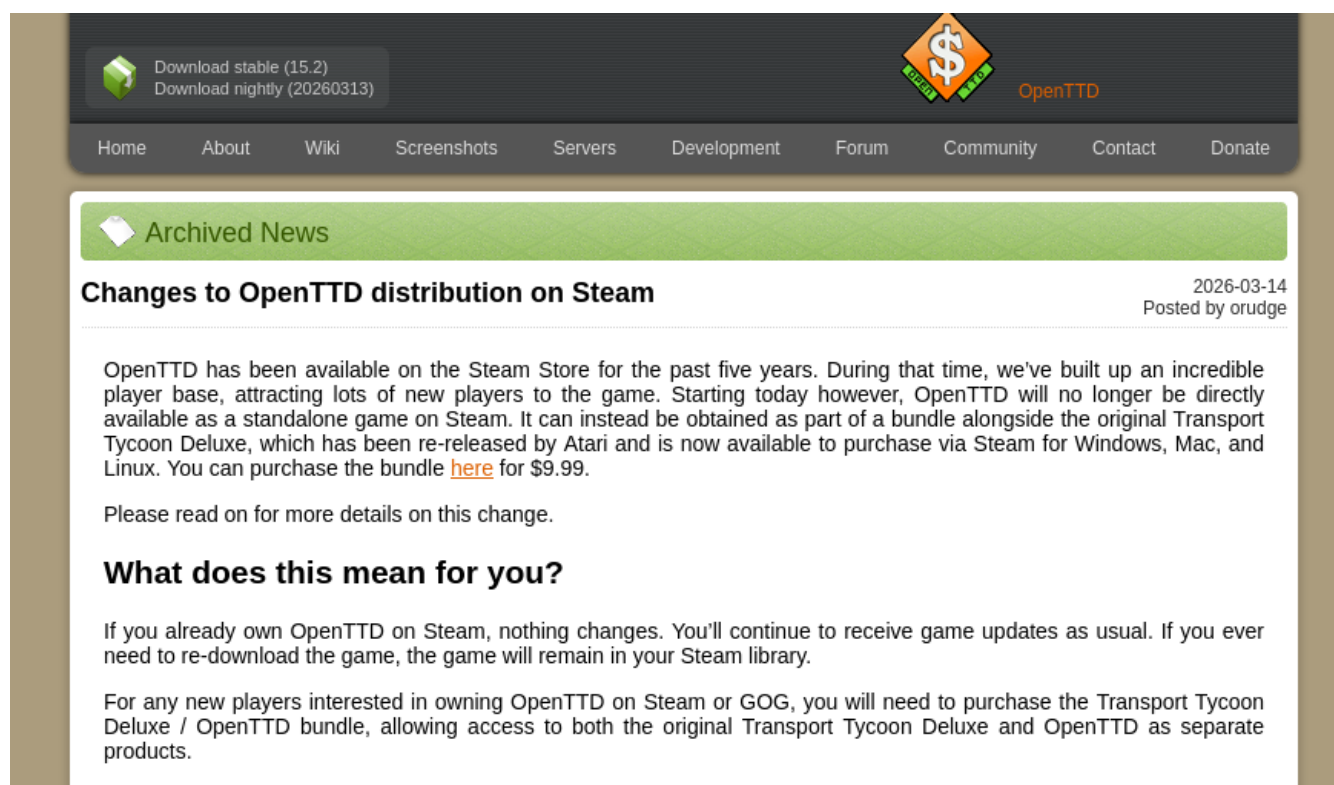 Download stable (15.2)
Download nightly (20260313)
$
OPEN TTD
OpenTTD
Home About Wiki Screenshots Servers Development Forum Community Contact Donate
Archived News
Changes to OpenTTD distribution on Steam
2026-03-14
Posted by orudge
OpenTTD has been available on the Steam Store for the past five years. During that time, we’ve built up an incredible
player base, attracting lots of new players to the game. Starting today however, OpenTTD will no longer be directly
available as a standalone game on Steam. It can instead be obtained as part of a bundle alongside the original Transport
Tycoon Deluxe, which has been re-released by Atari and is now available to purchase via Steam for Windows, Mac, and
Linux. You can purchase the bundle here for $9.99.
Please read on for more details on this change.
What does this mean for you?
If you already own OpenTTD on Steam, nothing changes. You’ll continue to receive game updates as usual. If you ever
need to re-download the game, the game will remain in your Steam library.
For any new players interested in owning OpenTTD on Steam or GOG, you will need to purchase the Transport Tycoon
Deluxe / OpenTTD bundle, allowing access to both the original Transport Tycoon Deluxe and OpenTTD as separate
products.